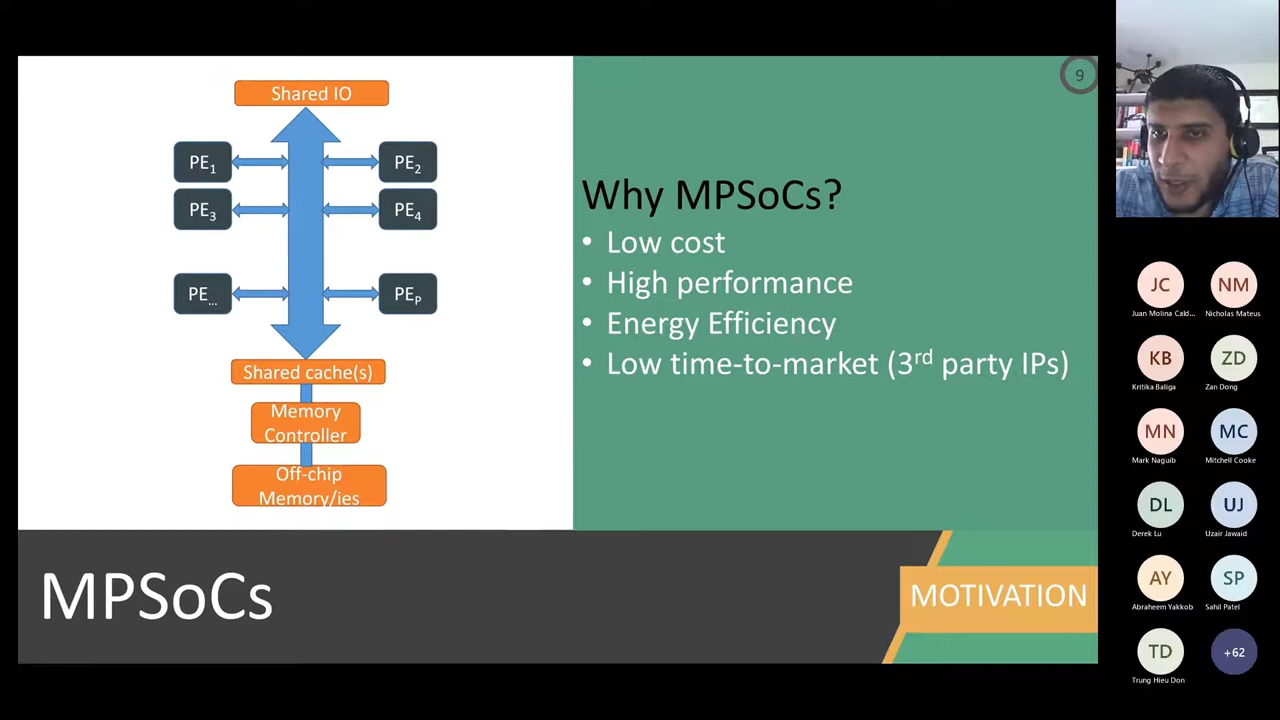 Shared IO
PE1
PE2
PE3
PE4
PE...
PEP
Shared cache(s)
Memory
Controller
Off-chip
Memory/ies
9
Why MPSoCs?
• Low cost
• High performance
• Energy Efficiency
• Low time-to-market (3rd party IPs)
MPSoCs
MOTIVATION
JC
Juan Molina Cald...
NM
Nicholas Mateus
KB
Kritika Baliga
ZD
Zan Dong
MN
Mark Naguib
MC
Mitchell Cooke
DL
Derek Lu
UJ
Uzair Jawaid
AY
Abraheem Yakkob
SP
Sahil Patel
TD
Trung Hieu Don
+62